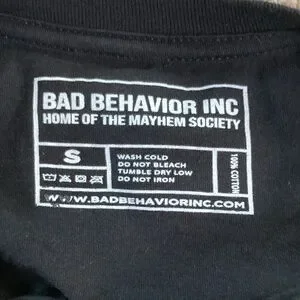 BAD BEHAVIOR INC
HOME OF THE MAYHEM SOCIETY
S
WASH COLD
DO NOT BLEACH
TUMBLE DRY LOW
DO NOT IRON
100% COTTON
WWW.BADBEHAVIORINC.COM